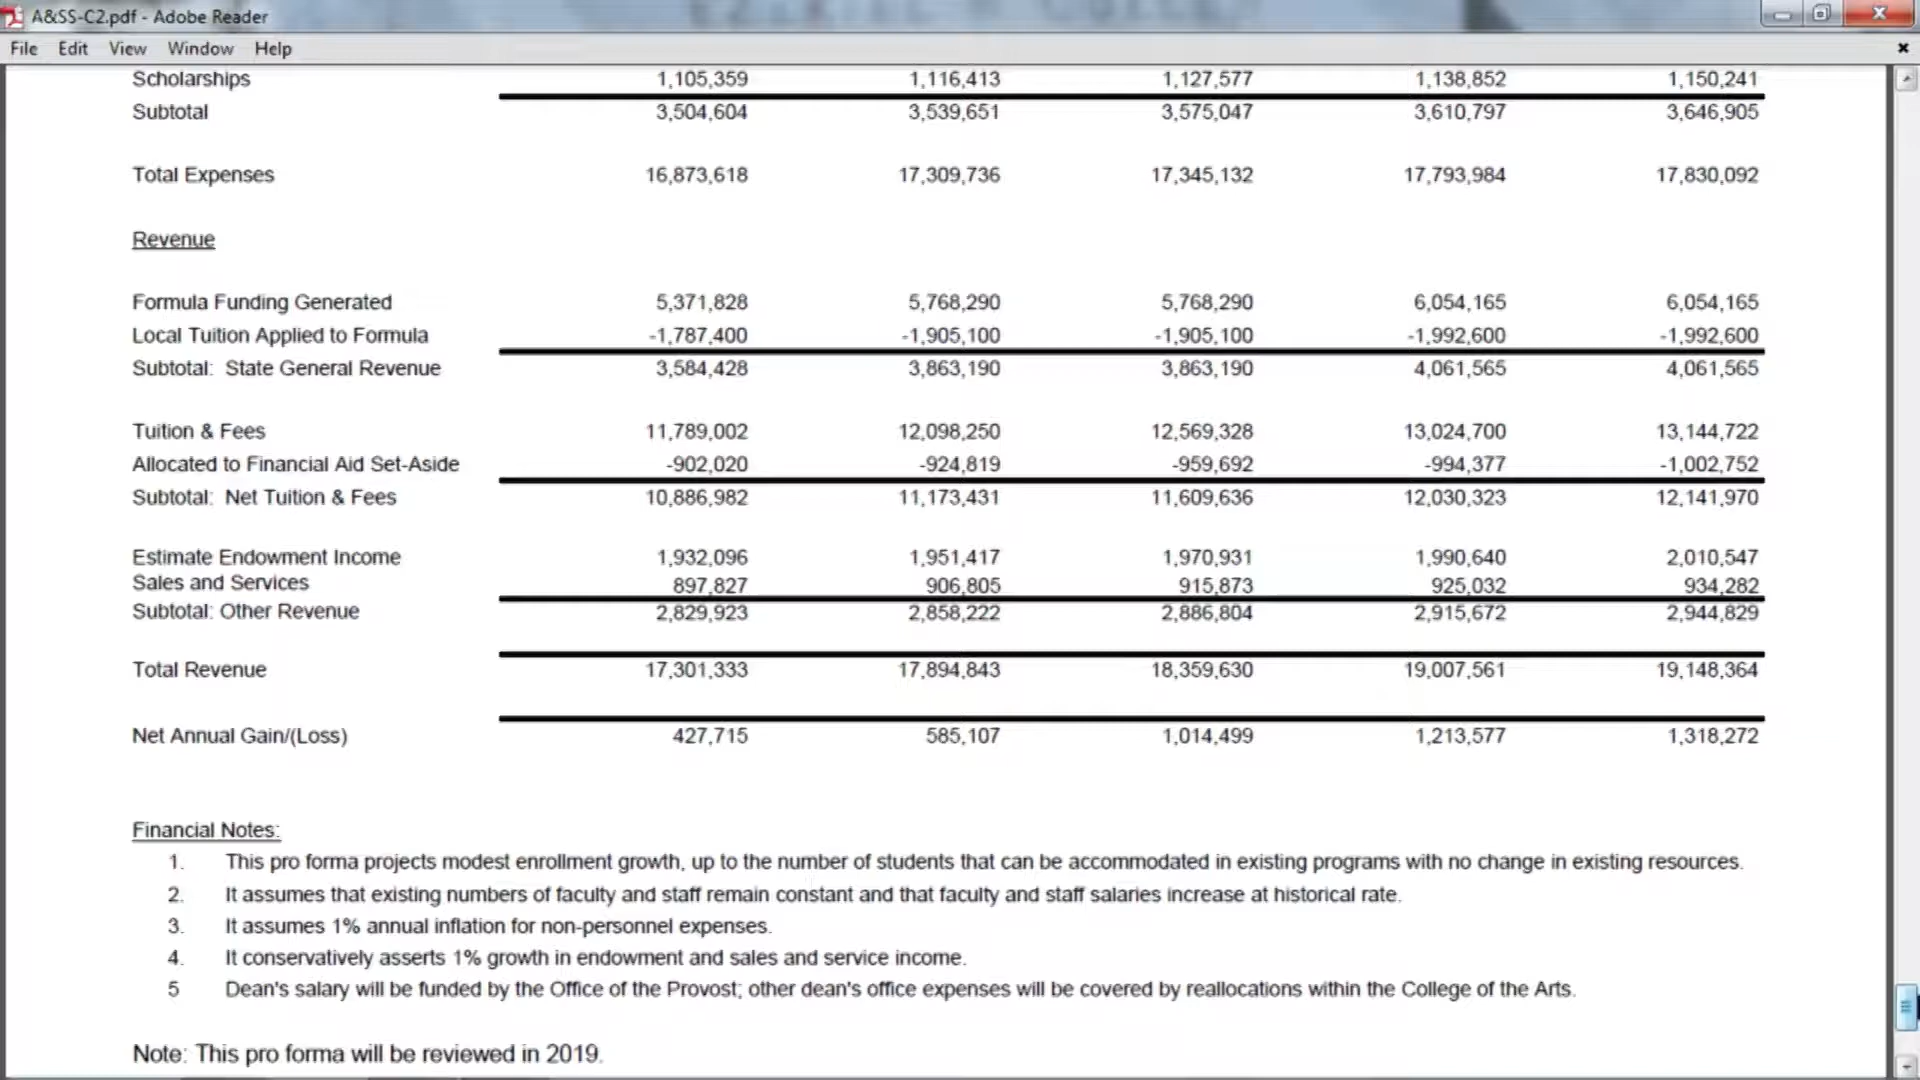 A&SS-C2.pdf - Adobe Reader
File Edit View Window Help
Scholarships 1,105,359 1,116,413 1,127,577 1,138,852 1,150,241
Subtotal 3,504,604 3,539,651 3,575,047 3,610,797 3,646,905
Total Expenses 16,873,618 17,309,736 17,345,132 17,793,984 17,830,092
Revenue
Formula Funding Generated 5,371,828 5,768,290 5,768,290 6,054,165 6,054,165
Local Tuition Applied to Formula -1,787,400 -1,905,100 -1,905,100 -1,992,600 -1,992,600
Subtotal: State General Revenue 3,584,428 3,863,190 3,863,190 4,061,565 4,061,565
Tuition & Fees 11,789,002 12,098,250 12,569,328 13,024,700 13,144,722
Allocated to Financial Aid Set-Aside -902,020 -924,819 -959,692 -994,377 -1,002,752
Subtotal: Net Tuition & Fees 10,886,982 11,173,431 11,609,636 12,030,323 12,141,970
Estimate Endowment Income 1,932,096 1,951,417 1,970,931 1,990,640 2,010,547
Sales and Services 897,827 906,805 915,873 925,032 934,282
Subtotal: Other Revenue 2,829,923 2,858,222 2,886,804 2,915,672 2,944,829
Total Revenue 17,301,333 17,894,843 18,359,630 19,007,561 19,148,364
Net Annual Gain/(Loss) 427,715 585,107 1,014,499 1,213,577 1,318,272
Financial Notes:
1. This pro forma projects modest enrollment growth, up to the number of students that can be accommodated in existing programs with no change in existing resources.
2. It assumes that existing numbers of faculty and staff remain constant and that faculty and staff salaries increase at historical rate.
3. It assumes 1% annual inflation for non-personnel expenses.
4. It conservatively asserts 1% growth in endowment and sales and service income.
5 Dean's salary will be funded by the Office of the Provost; other dean's office expenses will be covered by reallocations within the College of the Arts.
Note: This pro forma will be reviewed in 2019.